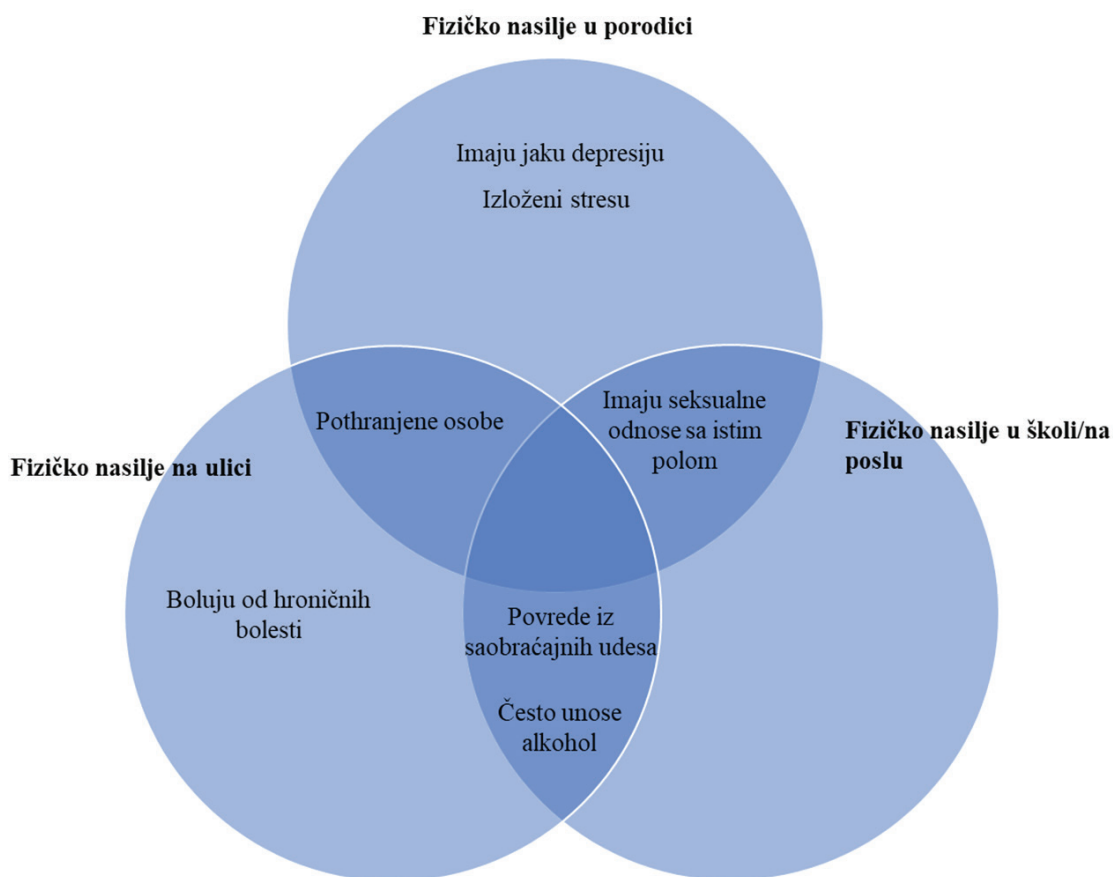 Fizičko nasilje u porodici
Imaju jaku depresiju
Izloženi stresu
Pothranjene osobe
Imaju seksualne
odnose sa istim
polom
Fizičko nasilje na ulici
Fizičko nasilje u školi/na
poslu
Boluju od hroničnih
bolesti
Povrede iz
saobraćajnih udesa
Često unose
alkohol